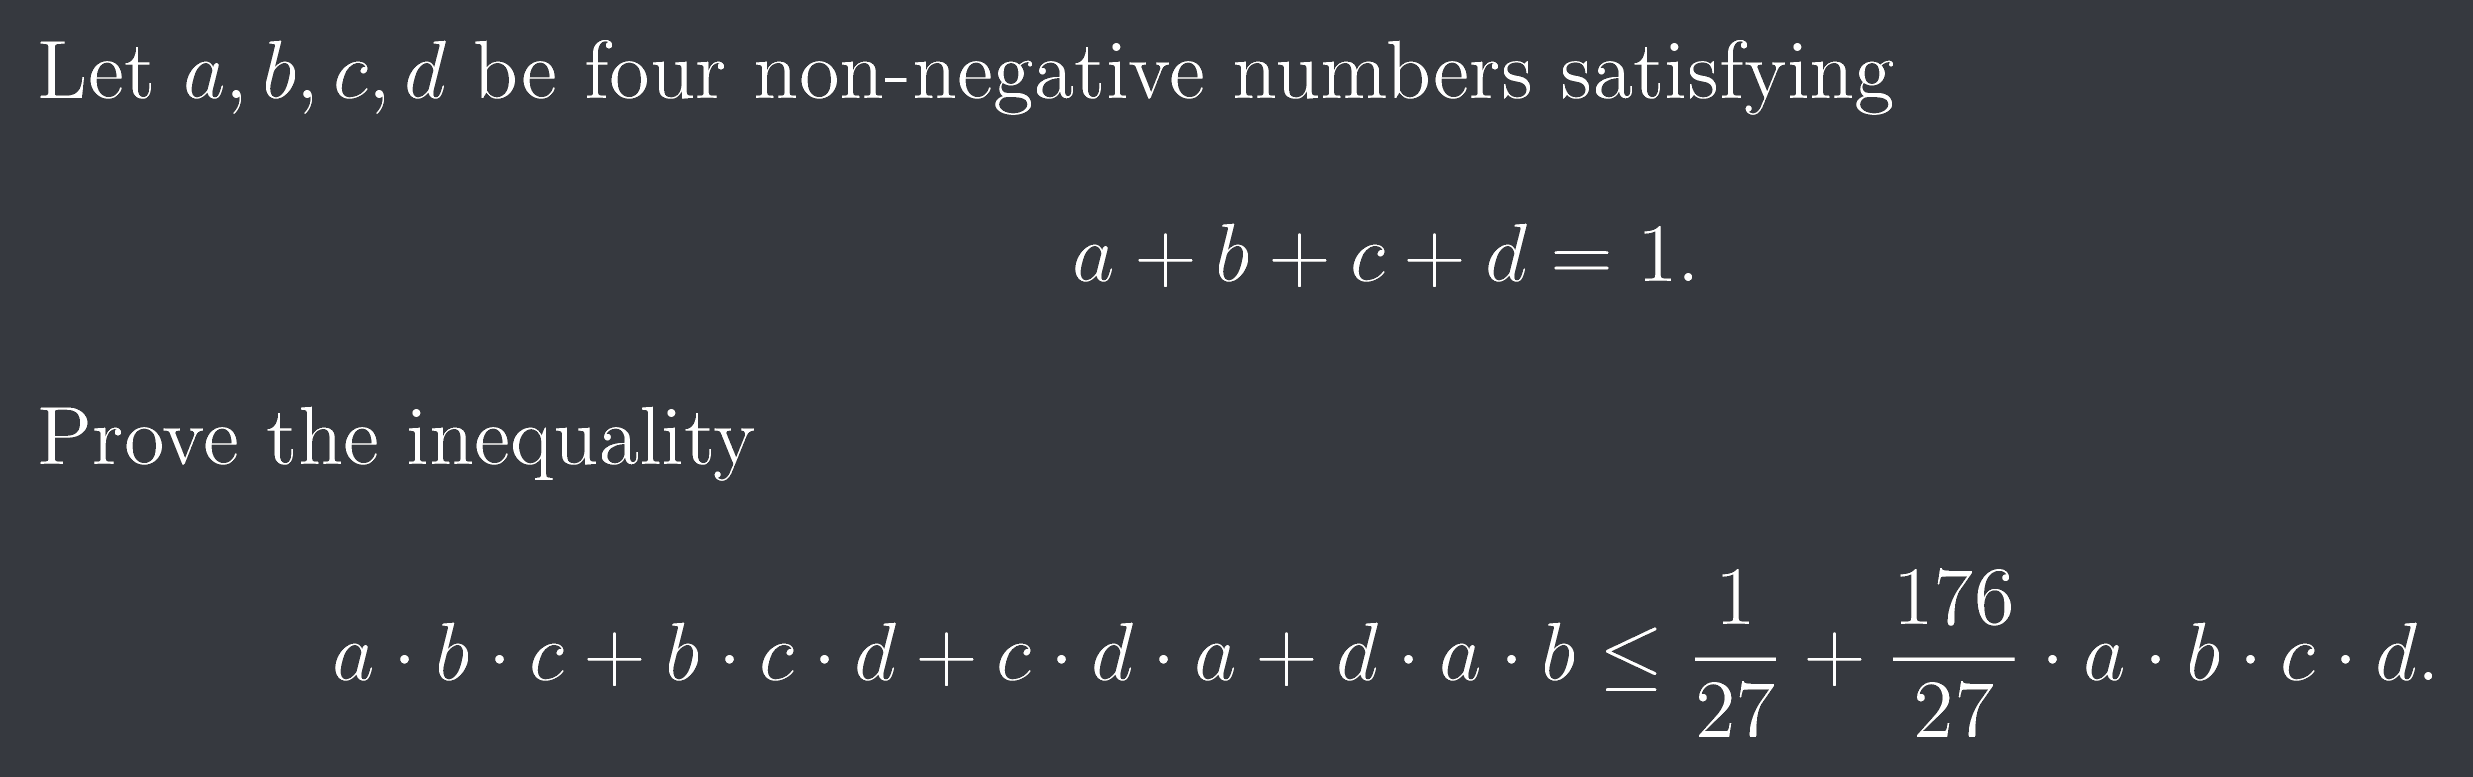 Let a, b, c, d be four non-negative numbers satisfying
a + b + c + d = 1.
Prove the inequality
a · b · c + b · c · d + c · d · a + d · a · b ≤ 1/27 + 176/27 · a · b · c · d.